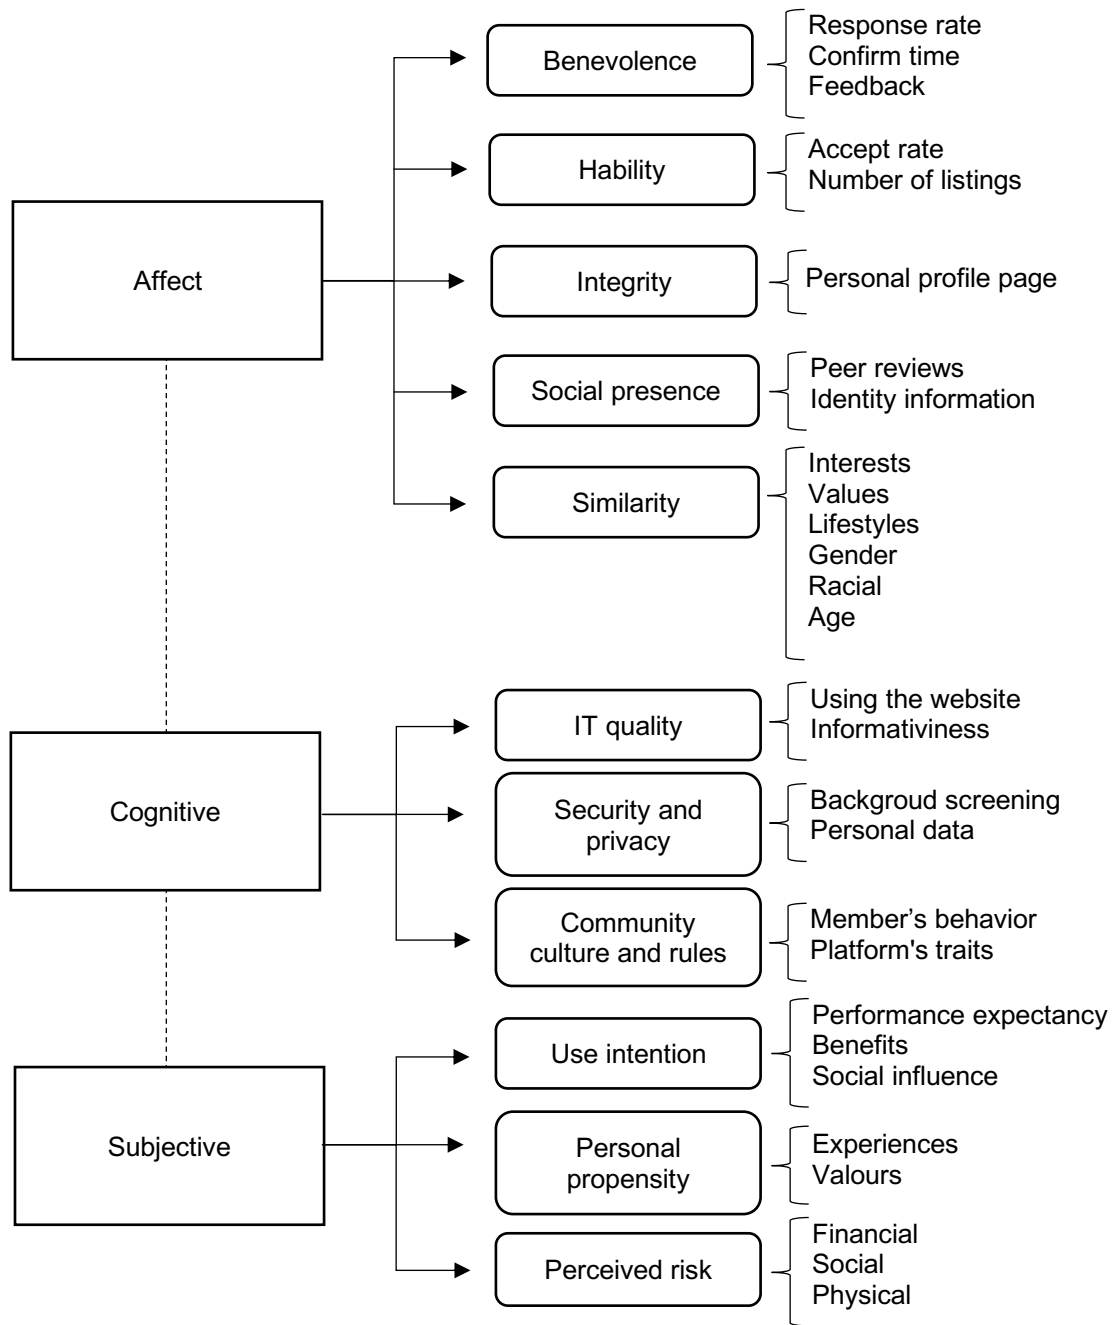 Affect
Benevolence
Response rate
Confirm time
Feedback
Hability
Accept rate
Number of listings
Integrity
Personal profile page
Social presence
Peer reviews
Identity information
Similarity
Interests
Values
Lifestyles
Gender
Racial
Age
Cognitive
IT quality
Using the website
Informativiness
Security and
privacy
Backgroud screening
Personal data
Community
culture and rules
Member’s behavior
Platform's traits
Subjective
Use intention
Performance expectancy
Benefits
Social influence
Personal
propensity
Experiences
Valours
Perceived risk
Financial
Social
Physical